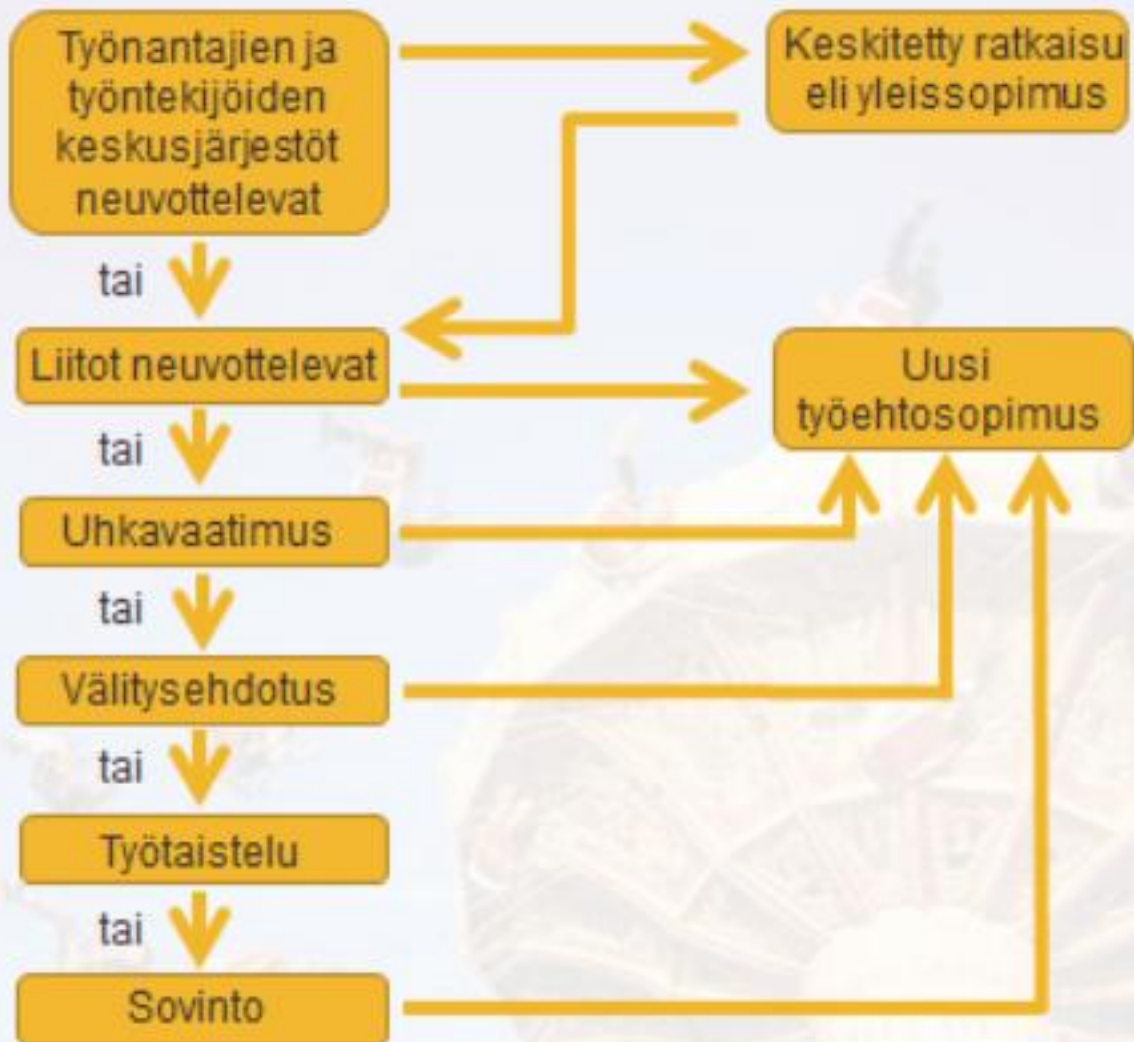 Työnantajien ja
työntekijöiden
keskusjärjestöt
neuvottelevat
Keskitetty ratkaisu
eli yleissopimus
tai
Liitot neuvottelevat
Uusi
työehtosopimus
tai
Uhkavaatimus
tai
Välitysehdotus
tai
Työtaistelu
tai
Sovinto